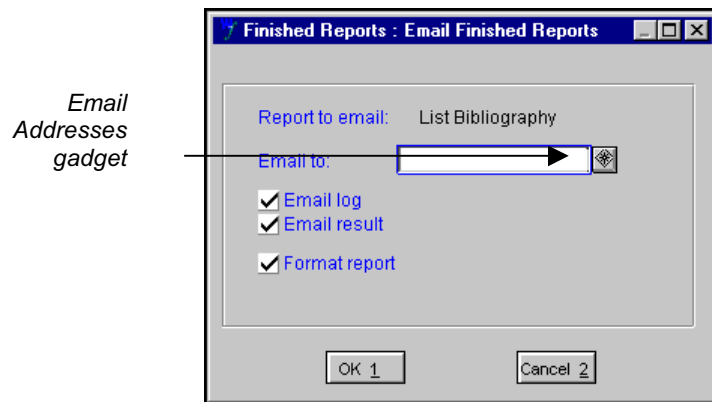 Finished Reports : Email Finished Reports
Email
Addresses
gadget
Report to email: List Bibliography
Email to:
Email log
Email result
Format report
OK 1 Cancel 2